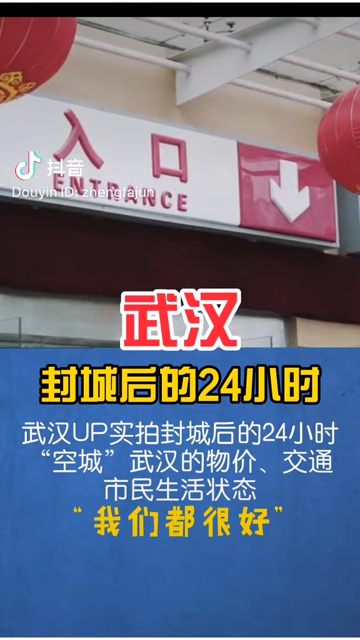 入口
ENTRANCE
抖音
Douyin ID: zhengfajun
武汉
封城后的24小时
武汉UP实拍封城后的24小时
“空城”武汉的物价、交通
市民生活状态
“我们都很好”